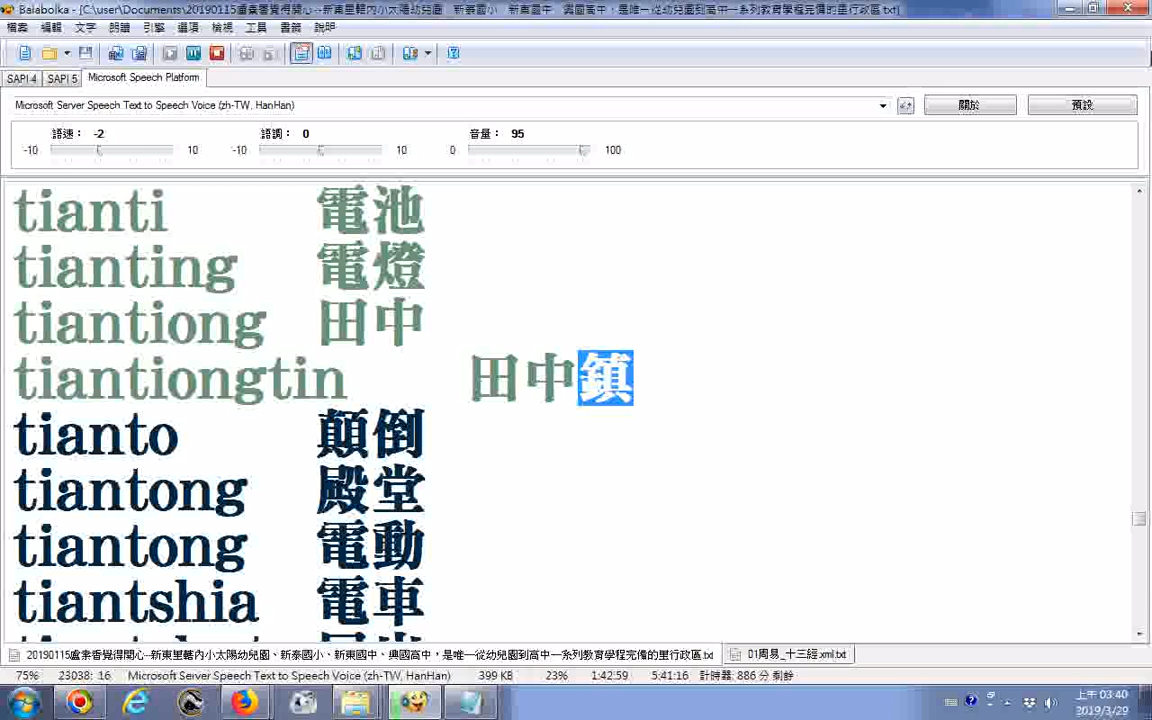 Balabolka - [C:\user\Documents\20190115盧秉香覺得開心--新東里轄內小太陽幼兒園、新泰國小、新東國中、興國高中，是唯一從幼兒園到高中一系列教育學程完備的里行政區.txt]
檔案 編輯 文字 朗讀 引擎 選項 檢視 工具 書籤 說明
SAPI 4 SAPI 5 Microsoft Speech Platform
Microsoft Server Speech Text to Speech Voice (zh-TW, HanHan) 關於 預設
語速： -2 語調： 0 音量： 95
-10 10 -10 10 0 100
tianti 電池
tianting 電燈
tiantiong 田中
tiantiongtin 田中鎮
tianto 顛倒
tiantong 殿堂
tiantong 電動
tiantshia 電車
20190115盧秉香覺得開心--新東里轄內小太陽幼兒園、新泰國小、新東國中、興國高中，是唯一從幼兒園到高中一系列教育學程完備的里行政區.txt 01周易_十三經.xml.txt
75% 23038: 16 Microsoft Server Speech Text to Speech Voice (zh-TW, HanHan) 399 KB 23% 1:42:59 5:41:16 計時器: 886 分 剩餘
上午 03:40
2019/3/29